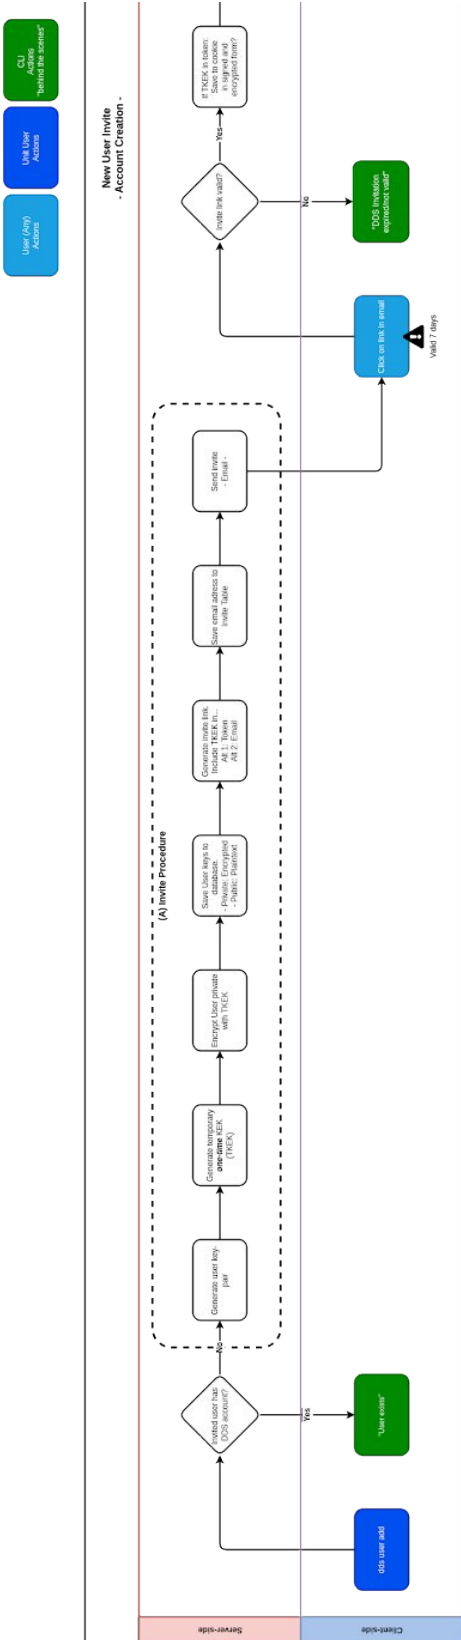 CLI
Actions
"behind the scenes"
Unit User
Actions
User (Any)
Actions
New User Invite
- Account Creation -
Server-side
Client-side
dds user add
Invited user has
DDS account?
Yes
"User exists"
No
(A) Invite Procedure
Generate user key-
pair
Generate temporary
one-time KEK
(TKEK)
Encrypt User private
with TKEK
Save User keys to
database.
- Private: Encrypted
- Public: Plaintext
Generate invite link.
Include TKEK in...
Alt 1: Token
Alt 2: Email
Save email adress to
Invite Table
Send invite
- Email -
Click on link in email
Valid 7 days
Invite link valid?
No
"DDS Invitation
expired/not valid"
Yes
If TKEK in token:
Save to cookie
in signed and
encrypted form?